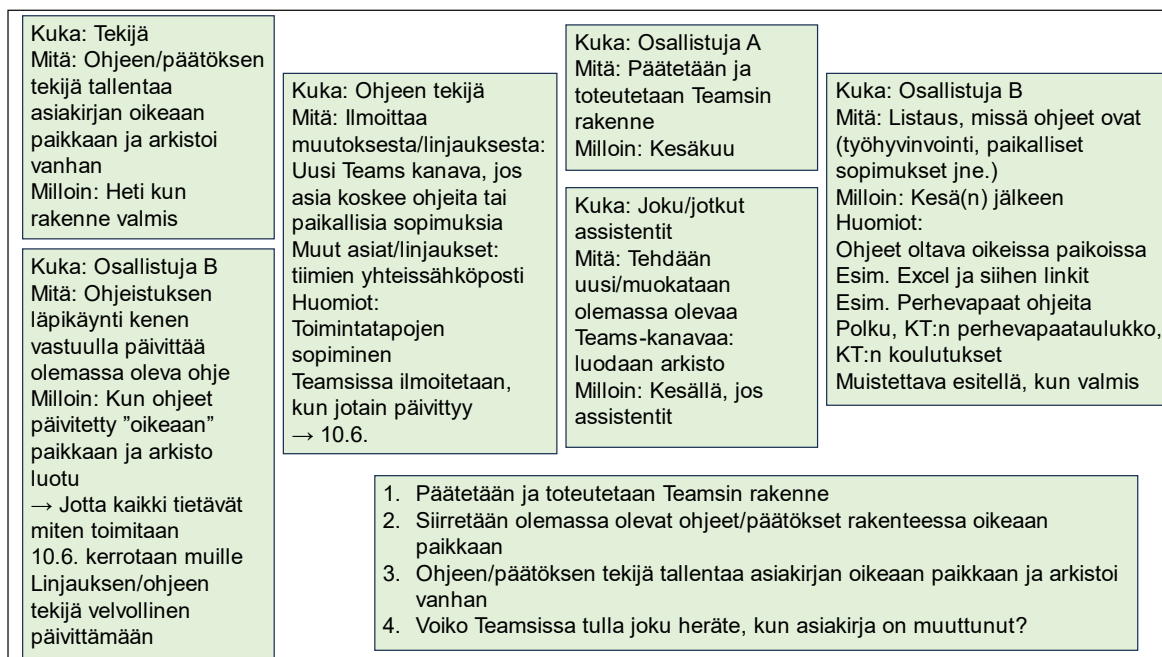 Kuka: Tekijä
Mitä: Ohjeen/päätöksen
tekijä tallentaa
asiakirjan oikeaan
paikkaan ja arkistoi
vanhan
Milloin: Heti kun
rakenne valmis
Kuka: Osallistuja B
Mitä: Ohjeistuksen
läpikäynti kenen
vastuulla päivittää
olemassa oleva ohje
Milloin: Kun ohjeet
päivitetty ”oikeaan”
paikkaan ja arkisto
luotu
→ Jotta kaikki tietävät
miten toimitaan
10.6. kerrotaan muille
Linjauksen/ohjeen
tekijä velvollinen
päivittämään
Kuka: Ohjeen tekijä
Mitä: Ilmoittaa
muutoksesta/linjauksesta:
Uusi Teams kanava, jos
asia koskee ohjeita tai
paikallisia sopimuksia
Muut asiat/linjaukset:
tiimien yhteissähköposti
Huomiot:
Toimintatapojen
sopiminen
Teamsissa ilmoitetaan,
kun jotain päivittyy
→ 10.6.
Kuka: Osallistuja A
Mitä: Päätetään ja
toteutetaan Teamsin
rakenne
Milloin: Kesäkuu
Kuka: Joku/jotkut
assistentit
Mitä: Tehdään
uusi/muokataan
olemassa olevaa
Teams-kanavaa:
luodaan arkisto
Milloin: Kesällä, jos
assistentit
Kuka: Osallistuja B
Mitä: Listaus, missä ohjeet ovat
(työhyvinvointi, paikalliset
sopimukset jne.)
Milloin: Kesä(n) jälkeen
Huomiot:
Ohjeet oltava oikeissa paikoissa
Esim. Excel ja siihen linkit
Esim. Perhevapaat ohjeita
Polku, KT:n perhevapaataulukko,
KT:n koulutukset
Muistettava esitellä, kun valmis
1. Päätetään ja toteutetaan Teamsin rakenne
2. Siirretään olemassa olevat ohjeet/päätökset rakenteessa oikeaan
paikkaan
3. Ohjeen/päätöksen tekijä tallentaa asiakirjan oikeaan paikkaan ja arkistoi
vanhan
4. Voiko Teamsissa tulla joku heräte, kun asiakirja on muuttunut?